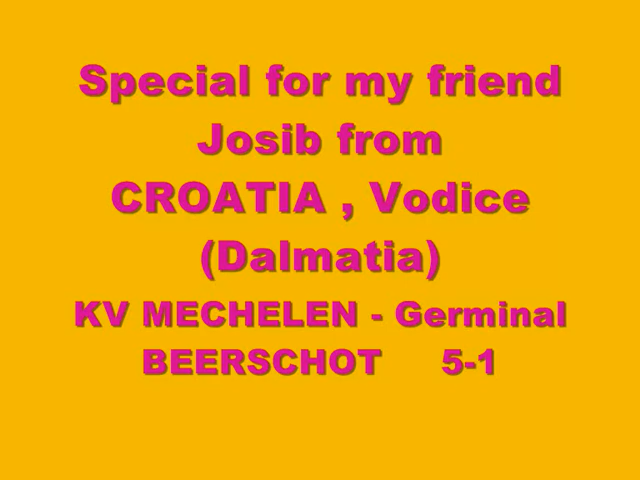 Special for my friend
Josib from
CROATIA , Vodice
(Dalmatia)
KV MECHELEN - Germinal
BEERSCHOT 5-1